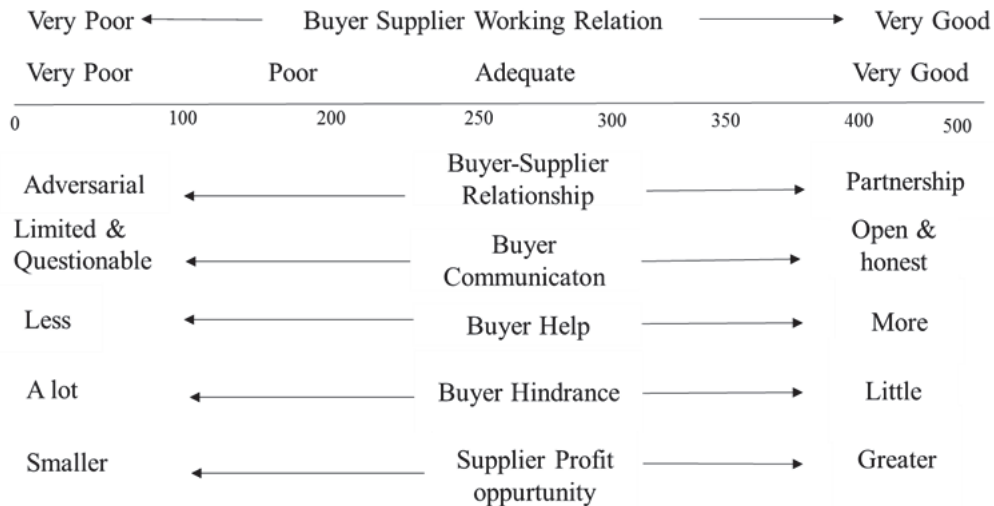 Very Poor Buyer Supplier Working Relation Very Good
Very Poor Poor Adequate Very Good
0 100 200 250 300 350 400 500
Adversarial Buyer-Supplier Relationship Partnership
Limited & Questionable Buyer Communicaton Open & honest
Less Buyer Help More
A lot Buyer Hindrance Little
Smaller Supplier Profit oppurtunity Greater